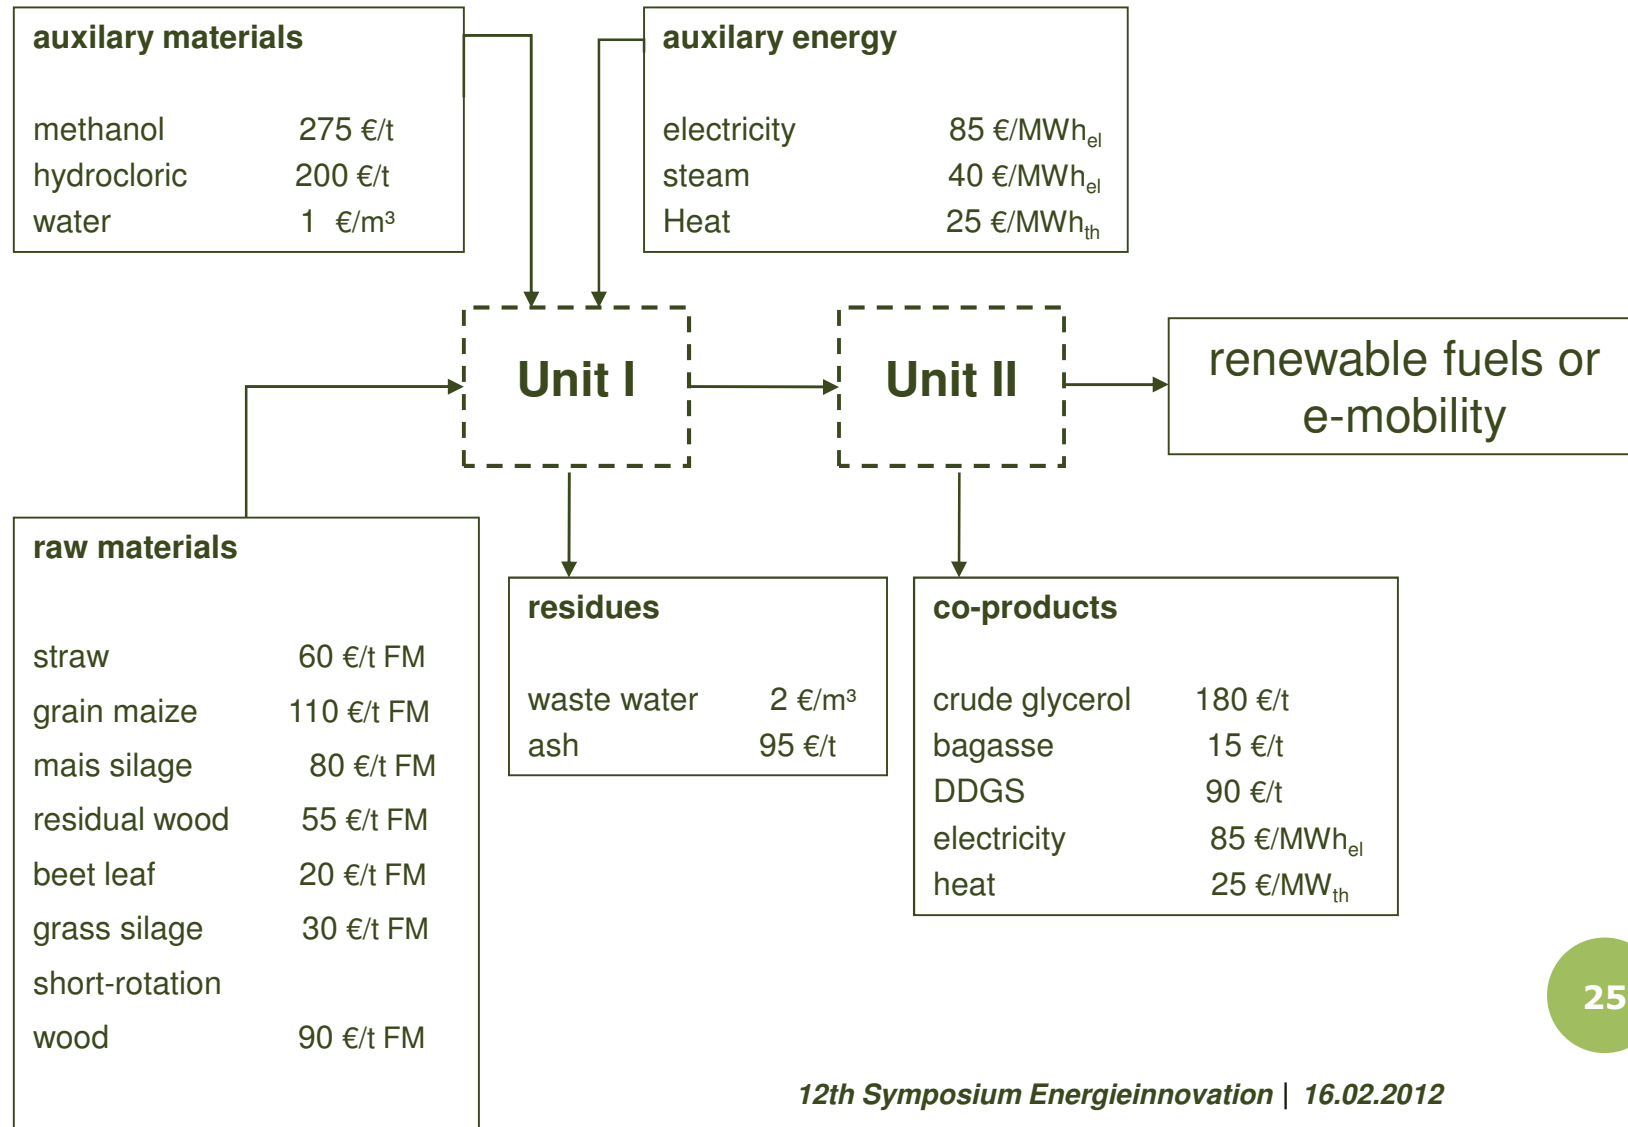 auxilary materials
methanol 275 €/t
hydrocloric 200 €/t
water 1 €/m³
auxilary energy
electricity 85 €/MWhel
steam 40 €/MWhel
Heat 25 €/MWhth
Unit I
Unit II
renewable fuels or
e-mobility
raw materials
straw 60 €/t FM
grain maize 110 €/t FM
mais silage 80 €/t FM
residual wood 55 €/t FM
beet leaf 20 €/t FM
grass silage 30 €/t FM
short-rotation
wood 90 €/t FM
residues
waste water 2 €/m³
ash 95 €/t
co-products
crude glycerol 180 €/t
bagasse 15 €/t
DDGS 90 €/t
electricity 85 €/MWhel
heat 25 €/MWth
25
12th Symposium Energieinnovation | 16.02.2012